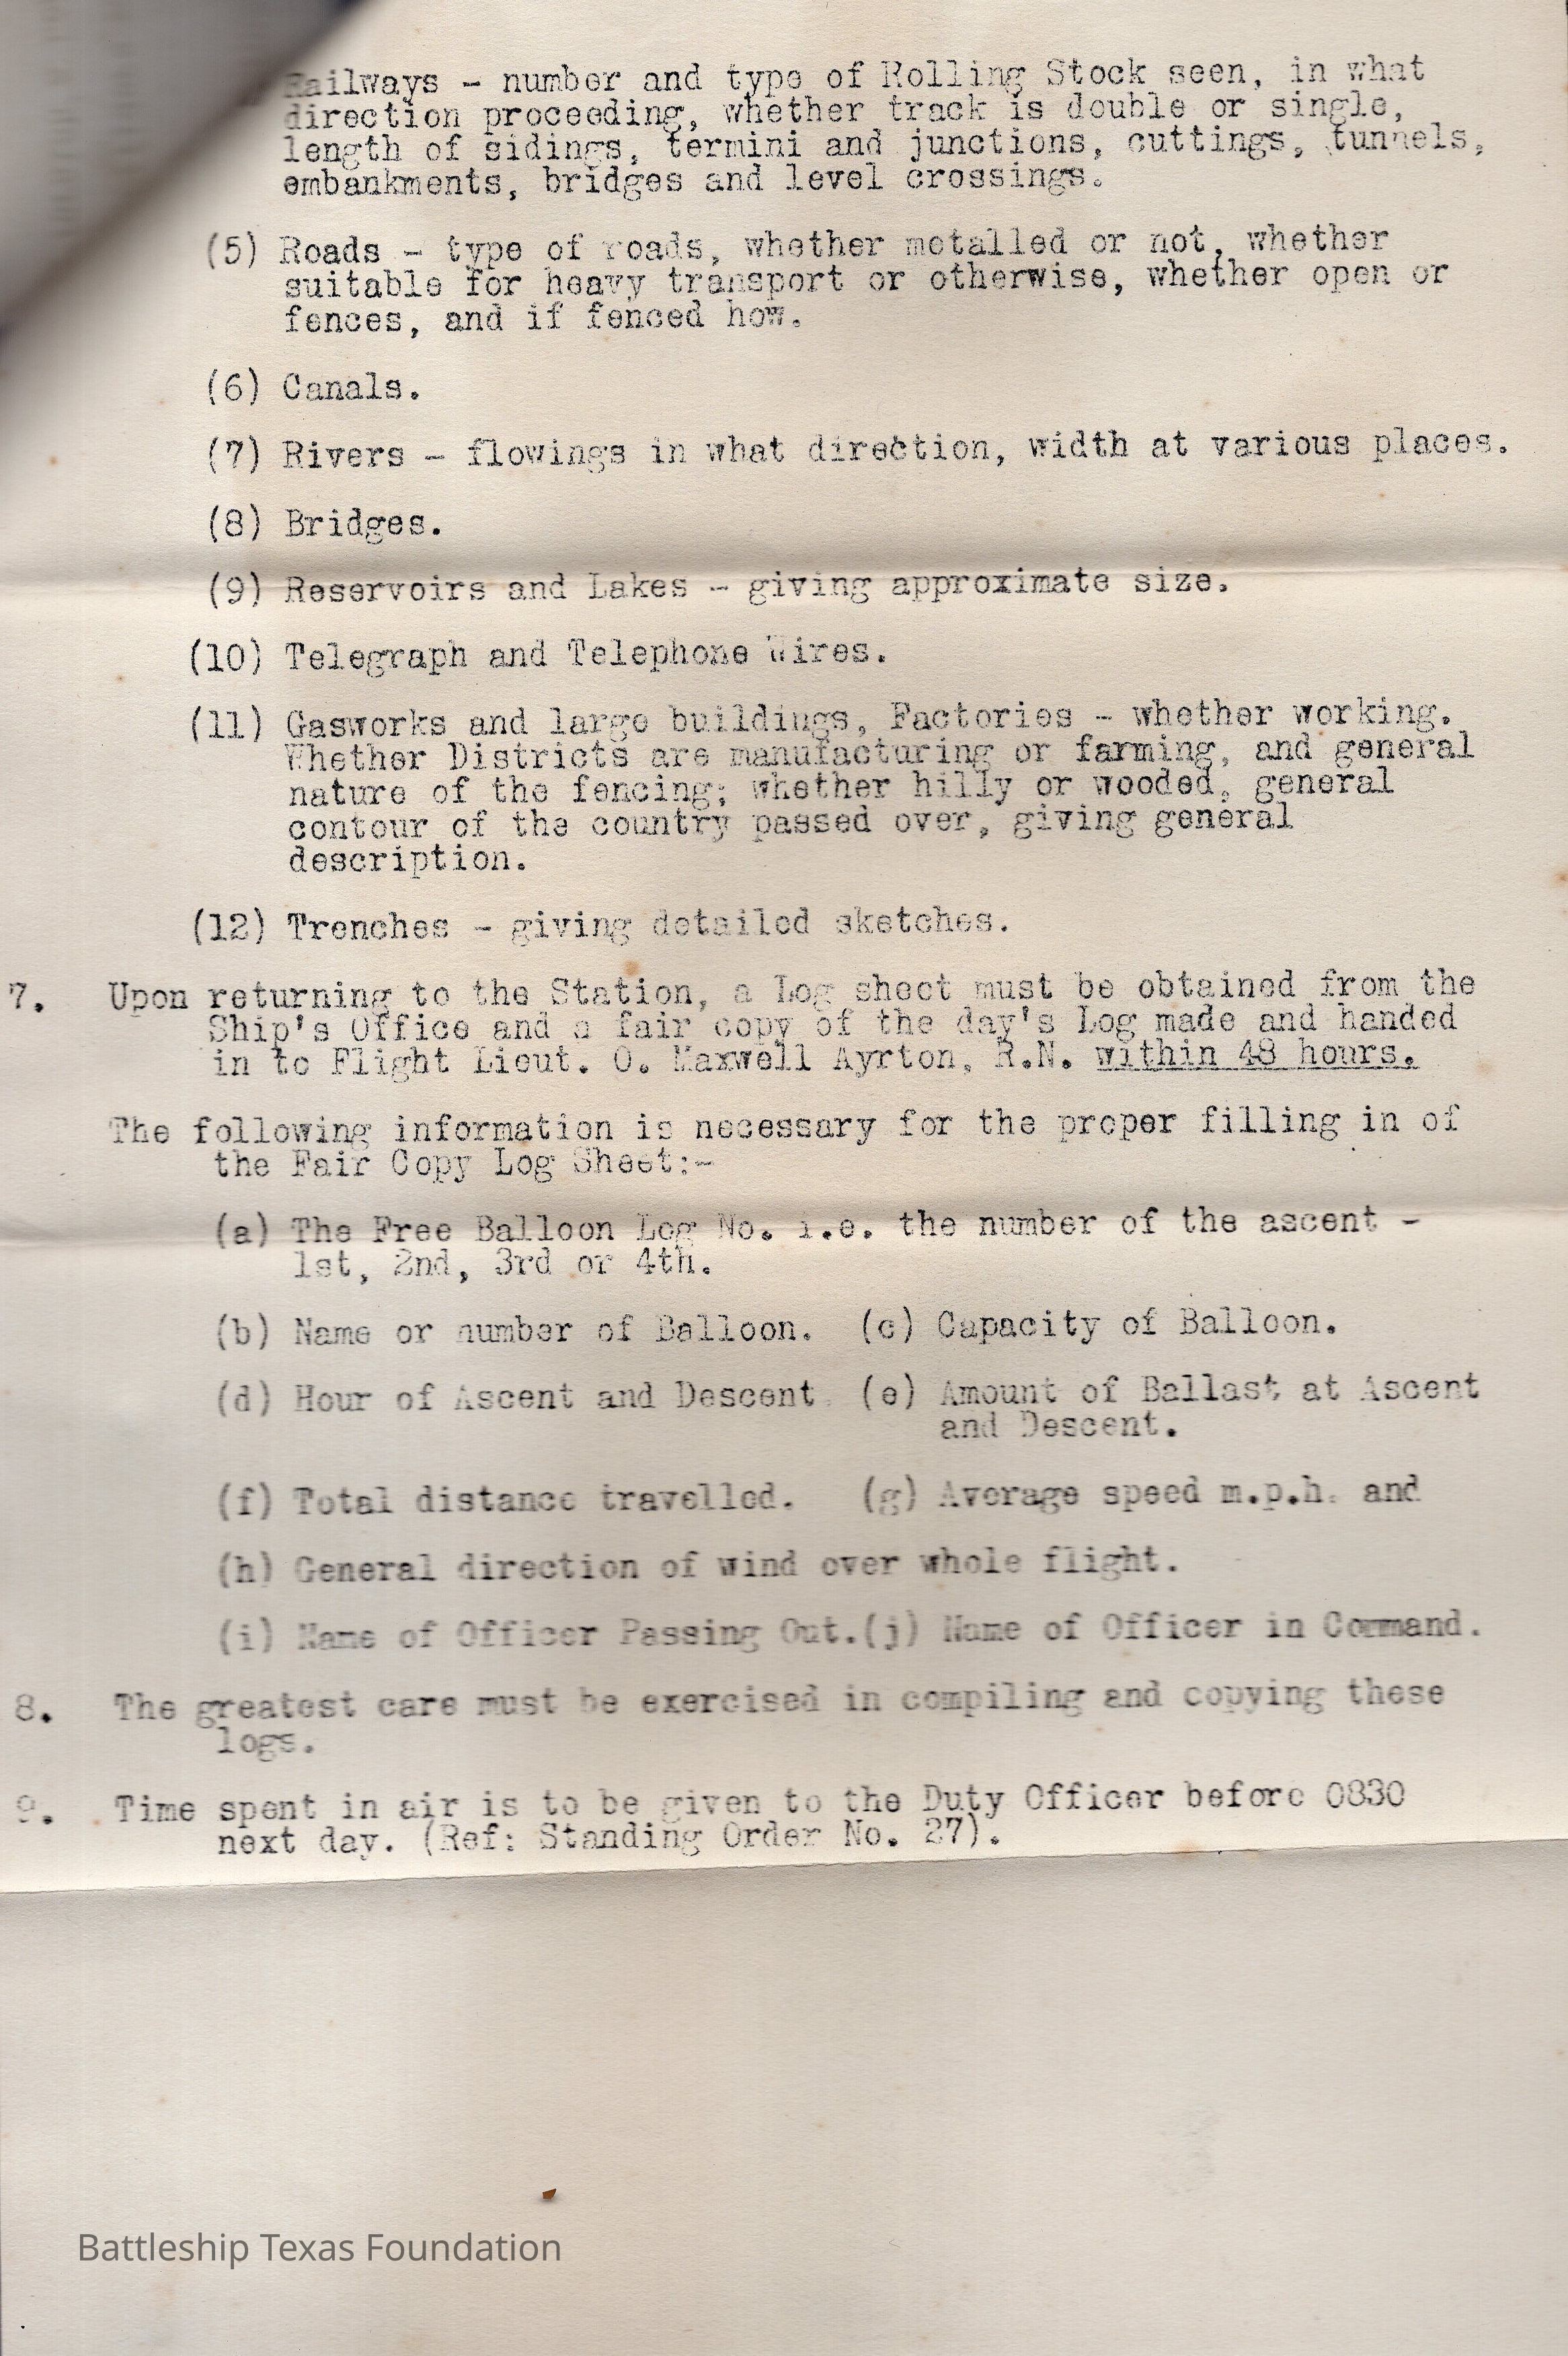 Railways - number and type of Rolling Stock seen, in what
direction proceeding, whether track is double or single,
length of sidings, termini and junctions, cuttings, tunnels,
embankments, bridges and level crossings.
(5) Roads - type of roads, whether metalled or not, whether
suitable for heavy transport or otherwise, whether open or
fences, and if fenced how.
(6) Canals.
(7) Rivers - flowings in what direction, width at various places.
(8) Bridges.
(9) Reservoirs and Lakes - giving approximate size.
(10) Telegraph and Telephone Wires.
(11) Gasworks and large buildings, Factories - whether working.
Whether Districts are manufacturing or farming, and general
nature of the fencing; whether hilly or wooded, general
contour of the country passed over, giving general
description.
(12) Trenches - giving detailed sketches.
7. Upon returning to the Station, a Log sheet must be obtained from the
Ship's Office and a fair copy of the day's Log made and handed
in to Flight Lieut. O. Maxwell Ayrton, R.N. within 48 hours.
The following information is necessary for the proper filling in of
the Fair Copy Log Sheet:-
(a) The Free Balloon Log No. i.e. the number of the ascent -
1st, 2nd, 3rd or 4th.
(b) Name or number of Balloon. (c) Capacity of Balloon.
(d) Hour of Ascent and Descent. (e) Amount of Ballast at Ascent
and Descent.
(f) Total distance travelled. (g) Average speed m.p.h. and
(h) General direction of wind over whole flight.
(i) Name of Officer Passing Out. (j) Name of Officer in Command.
8. The greatest care must be exercised in compiling and copying these
logs.
9. Time spent in air is to be given to the Duty Officer before 0830
next day. (Ref: Standing Order No. 27).
Battleship Texas Foundation